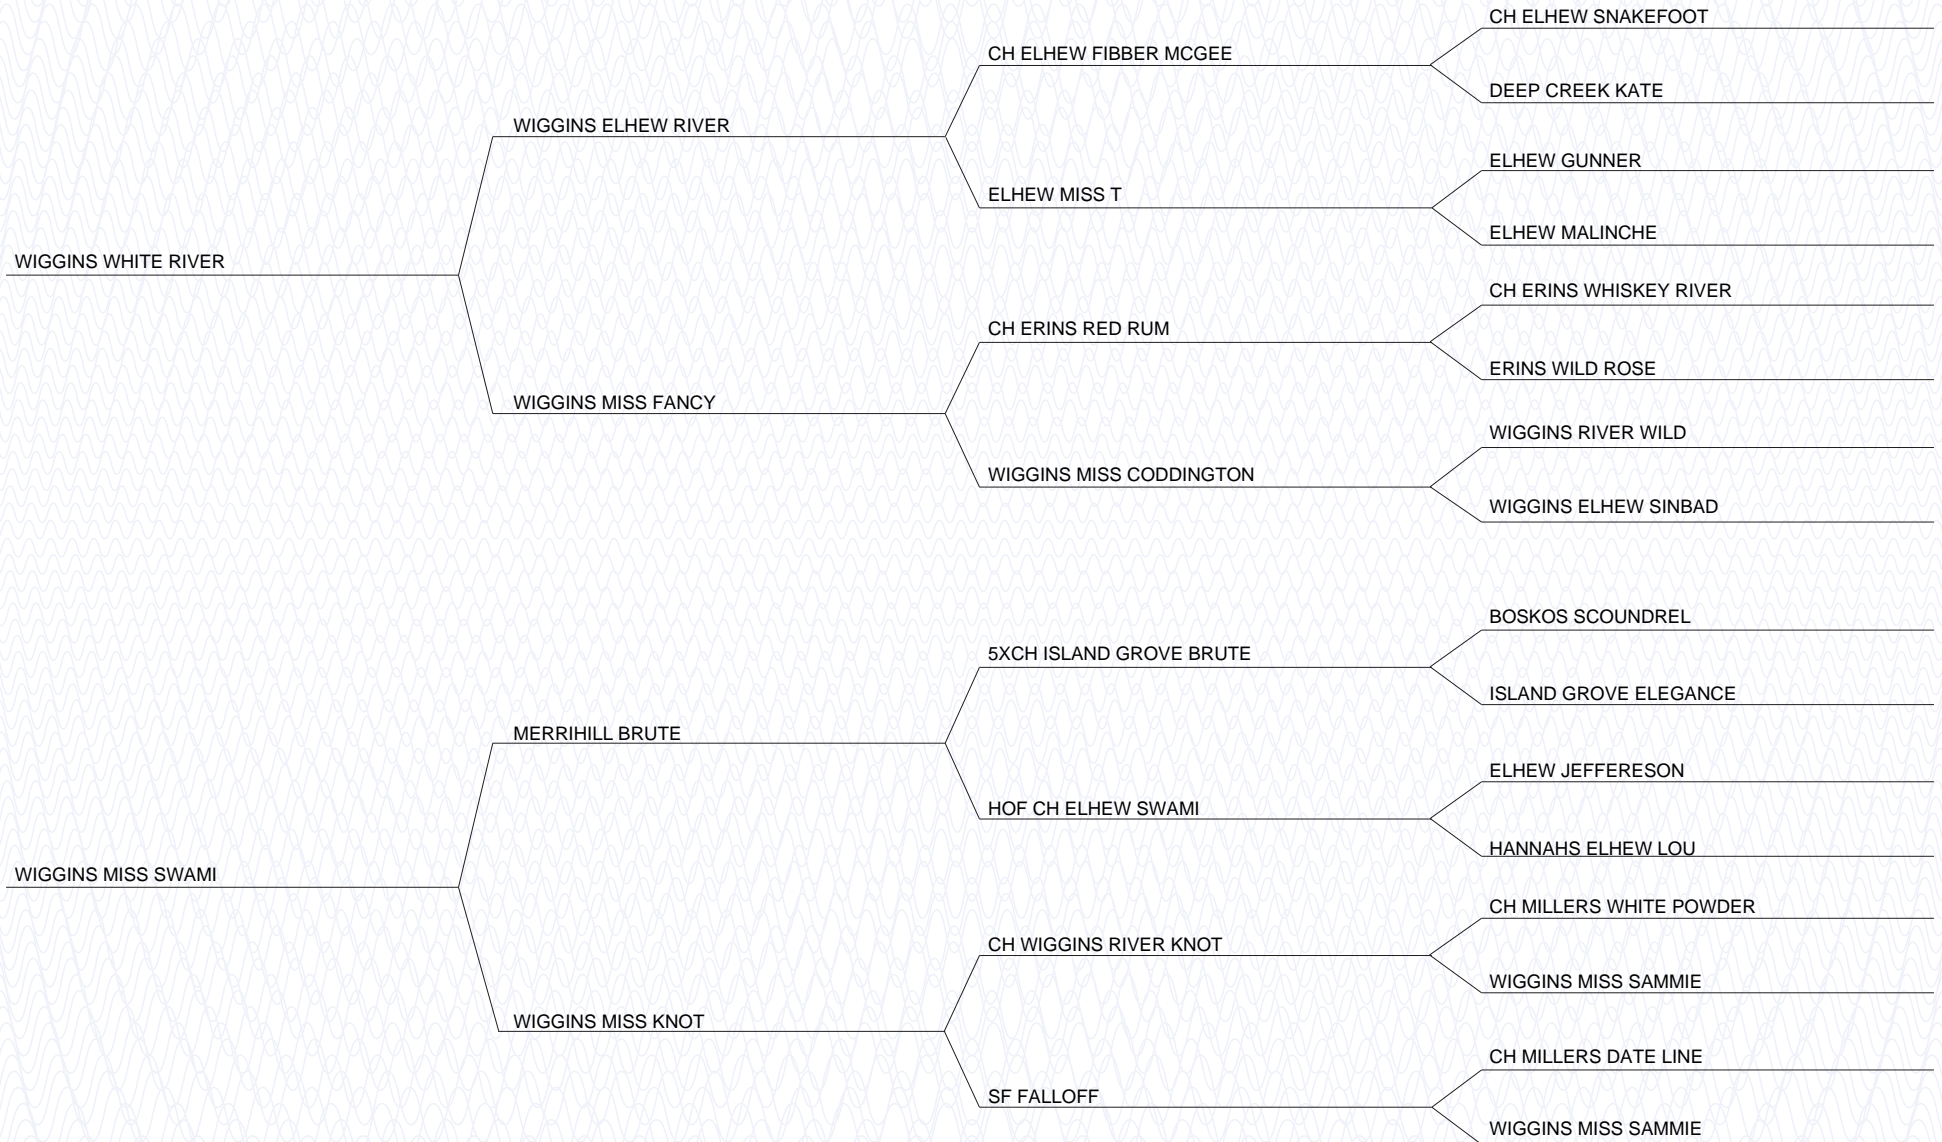 CH ELHEW SNAKEFOOT
CH ELHEW FIBBER MCGEE
DEEP CREEK KATE
WIGGINS ELHEW RIVER
ELHEW GUNNER
ELHEW MISS T
ELHEW MALINCHE
WIGGINS WHITE RIVER
CH ERINS WHISKEY RIVER
CH ERINS RED RUM
ERINS WILD ROSE
WIGGINS MISS FANCY
WIGGINS RIVER WILD
WIGGINS MISS CODDINGTON
WIGGINS ELHEW SINBAD
BOSKOS SCOUNDREL
5XCH ISLAND GROVE BRUTE
ISLAND GROVE ELEGANCE
MERRIHILL BRUTE
ELHEW JEFFERESON
HOF CH ELHEW SWAMI
HANNAHS ELHEW LOU
WIGGINS MISS SWAMI
CH MILLERS WHITE POWDER
CH WIGGINS RIVER KNOT
WIGGINS MISS SAMMIE
WIGGINS MISS KNOT
CH MILLERS DATE LINE
SF FALLOFF
WIGGINS MISS SAMMIE